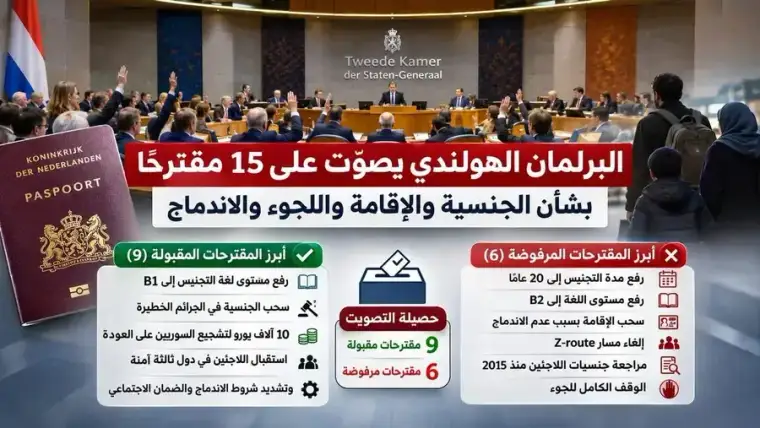 Tweede Kamer
der Staten-Generaal
KONINKRIJK
DER NEDERLANDEN
PASPOORT
البرلمان الهولندي يصوّت على 15 مقترحًا
بشأن الجنسية والإقامة واللجوء والاندماج
أبرز المقترحات المقبولة (9)
رفع مستوى لغة التجنيس إلى B1
سحب الجنسية في الجرائم الخطيرة
10 آلاف يورو لتشجيع السوريين على العودة
استقبال اللاجئين في دول ثالثة آمنة
وتشديد شروط الاندماج والضمان الاجتماعي
حصيلة التصويت
9 مقترحات مقبولة
6 مقترحات مرفوضة
أبرز المقترحات المرفوضة (6)
رفع مدة التجنيس إلى 20 عامًا
رفع مستوى اللغة إلى B2
سحب الإقامة بسبب عدم الاندماج
إلغاء مسار Z-route
مراجعة جنسيات اللاجئين منذ 2015
الوقف الكامل للجوء